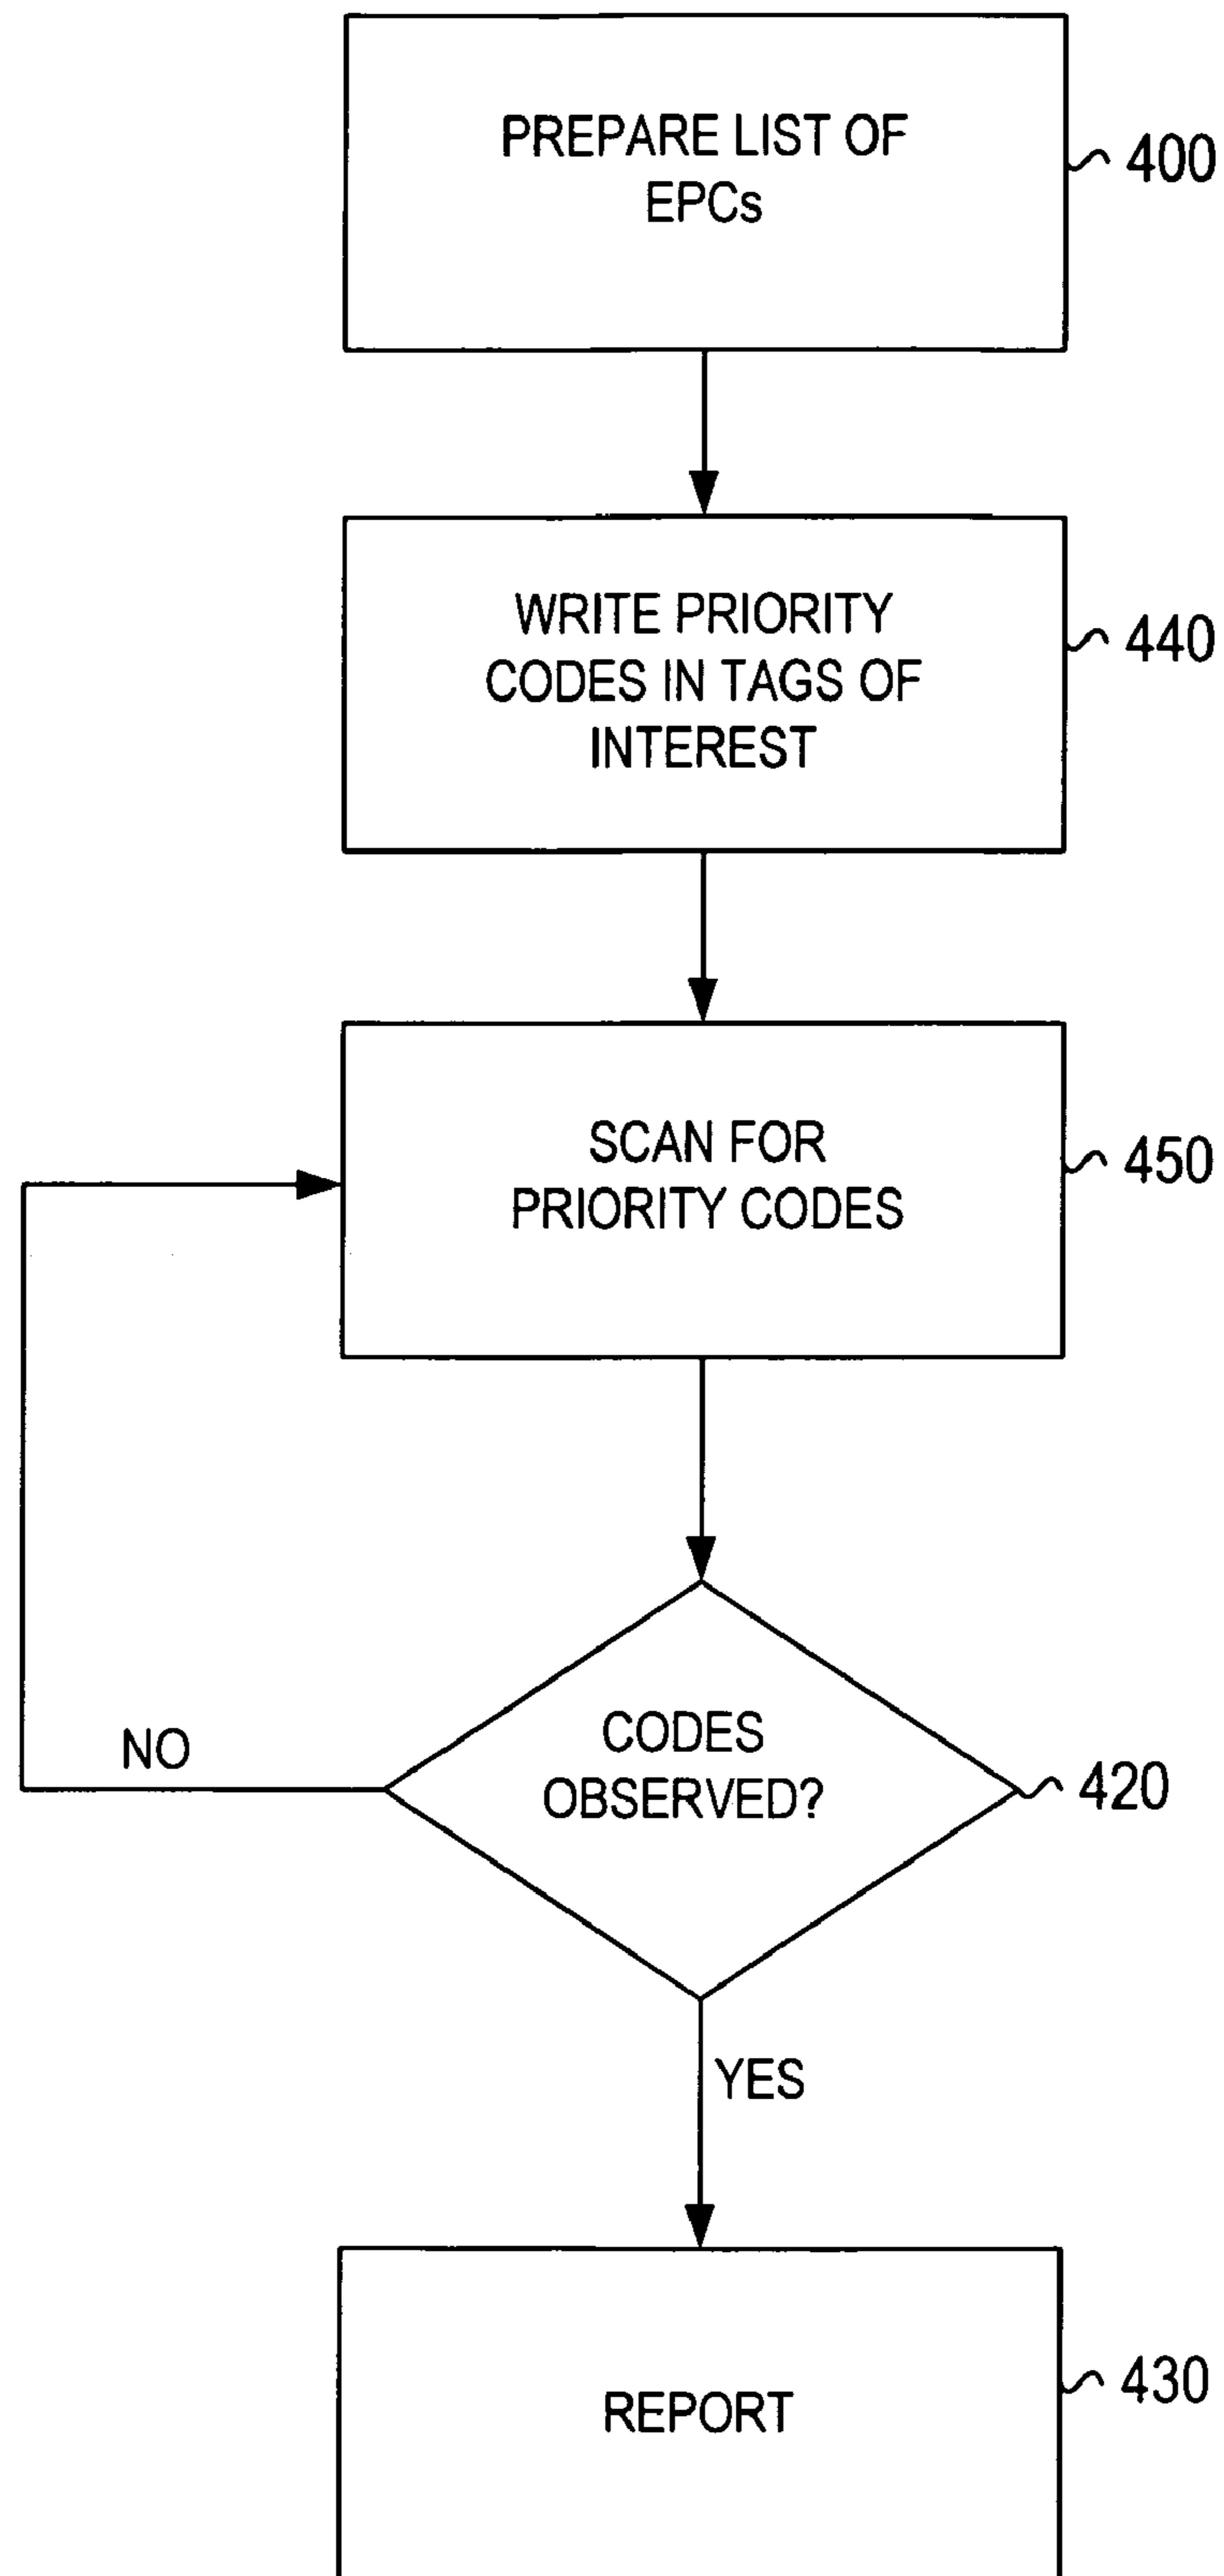 PREPARE LIST OF
EPCs
400
WRITE PRIORITY
CODES IN TAGS OF
INTEREST
440
SCAN FOR
PRIORITY CODES
450
CODES
OBSERVED?
420
NO
YES
REPORT
430